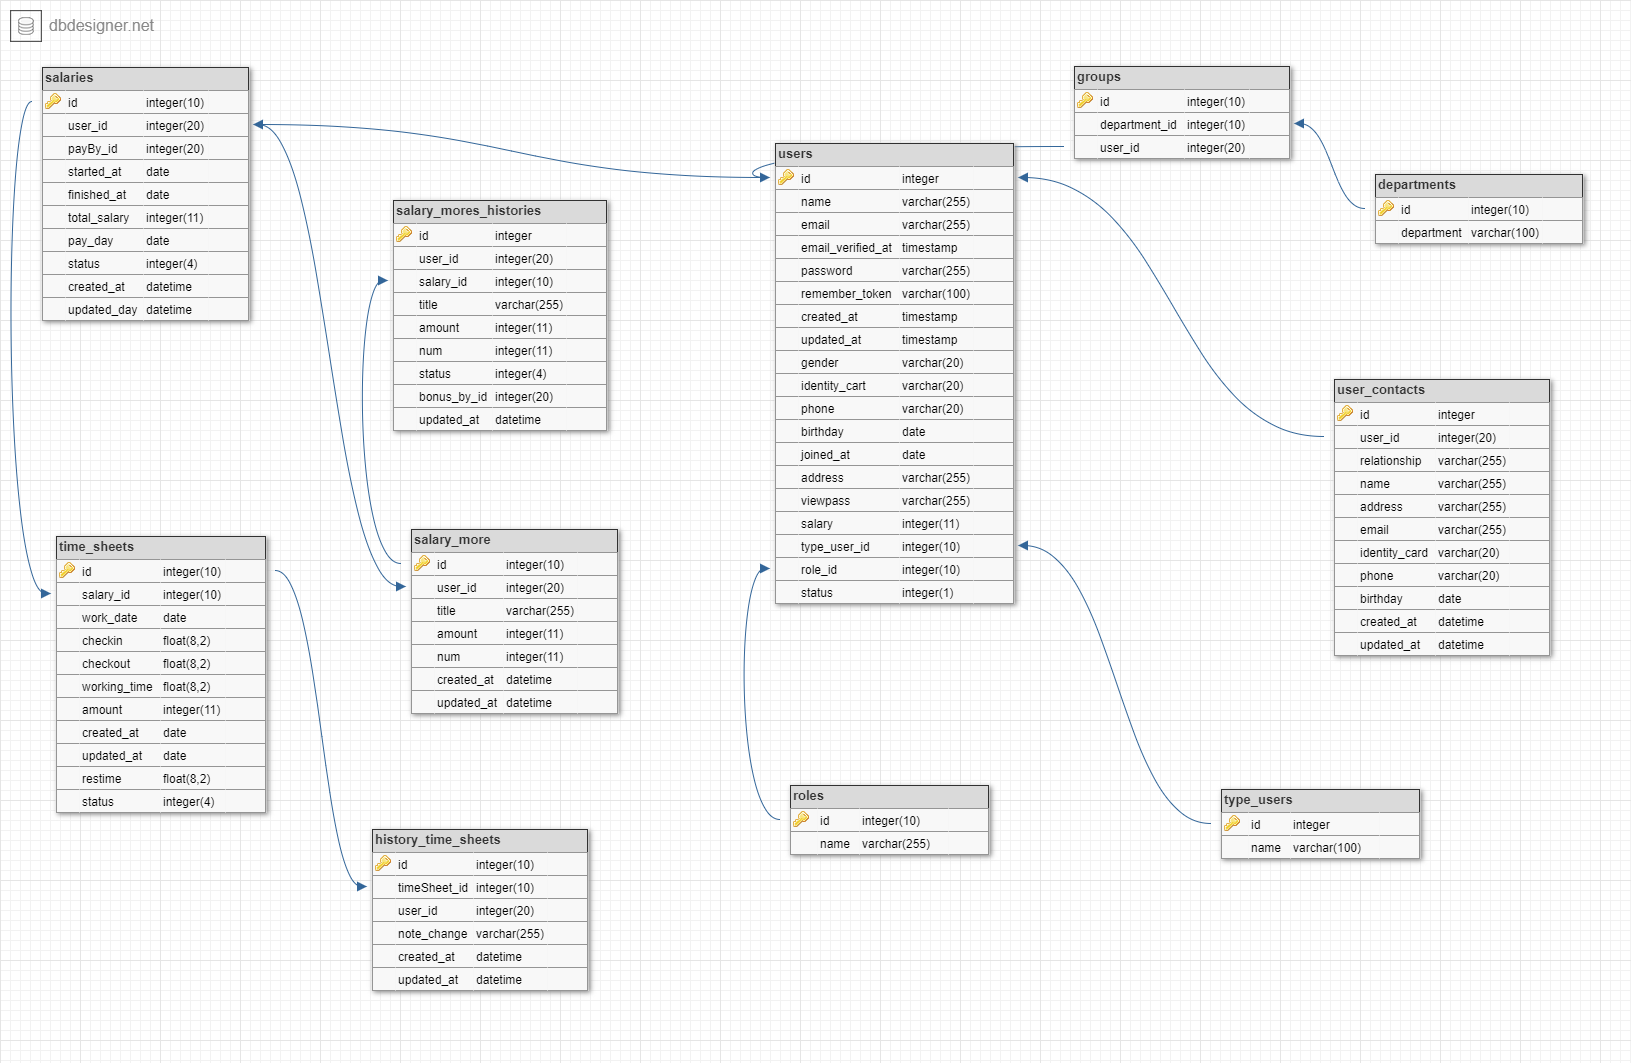 dbdesigner.net
salaries
id integer(10)
user_id integer(20)
payBy_id integer(20)
started_at date
finished_at date
total_salary integer(11)
pay_day date
status integer(4)
created_at datetime
updated_day datetime
salary_mores_histories
id integer
user_id integer(20)
salary_id integer(10)
title varchar(255)
amount integer(11)
num integer(11)
status integer(4)
bonus_by_id integer(20)
updated_at datetime
users
id integer
name varchar(255)
email varchar(255)
email_verified_at timestamp
password varchar(255)
remember_token varchar(100)
created_at timestamp
updated_at timestamp
gender varchar(20)
identity_cart varchar(20)
phone varchar(20)
birthday date
joined_at date
address varchar(255)
viewpass varchar(255)
salary integer(11)
type_user_id integer(10)
role_id integer(10)
status integer(1)
groups
id integer(10)
department_id integer(10)
user_id integer(20)
departments
id integer(10)
department varchar(100)
user_contacts
id integer
user_id integer(20)
relationship varchar(255)
name varchar(255)
address varchar(255)
email varchar(255)
identity_card varchar(20)
phone varchar(20)
birthday date
created_at datetime
updated_at datetime
time_sheets
id integer(10)
salary_id integer(10)
work_date date
checkin float(8,2)
checkout float(8,2)
working_time float(8,2)
amount integer(11)
created_at date
updated_at date
restime float(8,2)
status integer(4)
salary_more
id integer(10)
user_id integer(20)
title varchar(255)
amount integer(11)
num integer(11)
created_at datetime
updated_at datetime
history_time_sheets
id integer(10)
timeSheet_id integer(10)
user_id integer(20)
note_change varchar(255)
created_at datetime
updated_at datetime
roles
id integer(10)
name varchar(255)
type_users
id integer
name varchar(100)